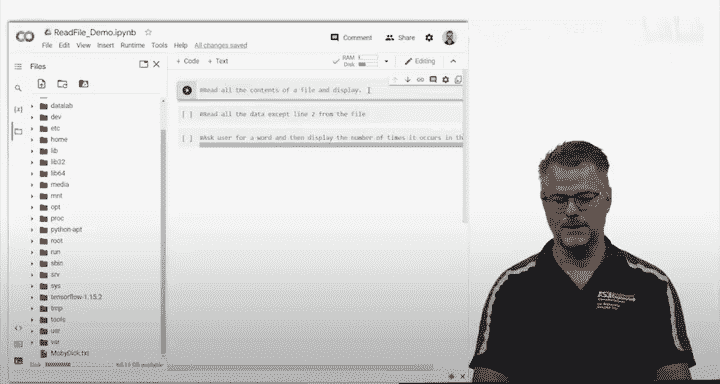 ReadFile_Demo.ipynb
File Edit View Insert Runtime Tools Help All changes saved
Comment Share
+ Code + Text
RAM
Disk
Editing
Files
datalab
dev
etc
home
lib
lib32
lib64
media
mnt
opt
proc
python-apt
root
run
sbin
srv
sys
tensorflow-1.15.2
tmp
tools
usr
var
MobyDick.txt
Disk
available
#Read all the contents of a file and display.
[ ] #Read all the data except line 2 from the file
[ ] #Ask user for a word and then display the number of times it occurs in th